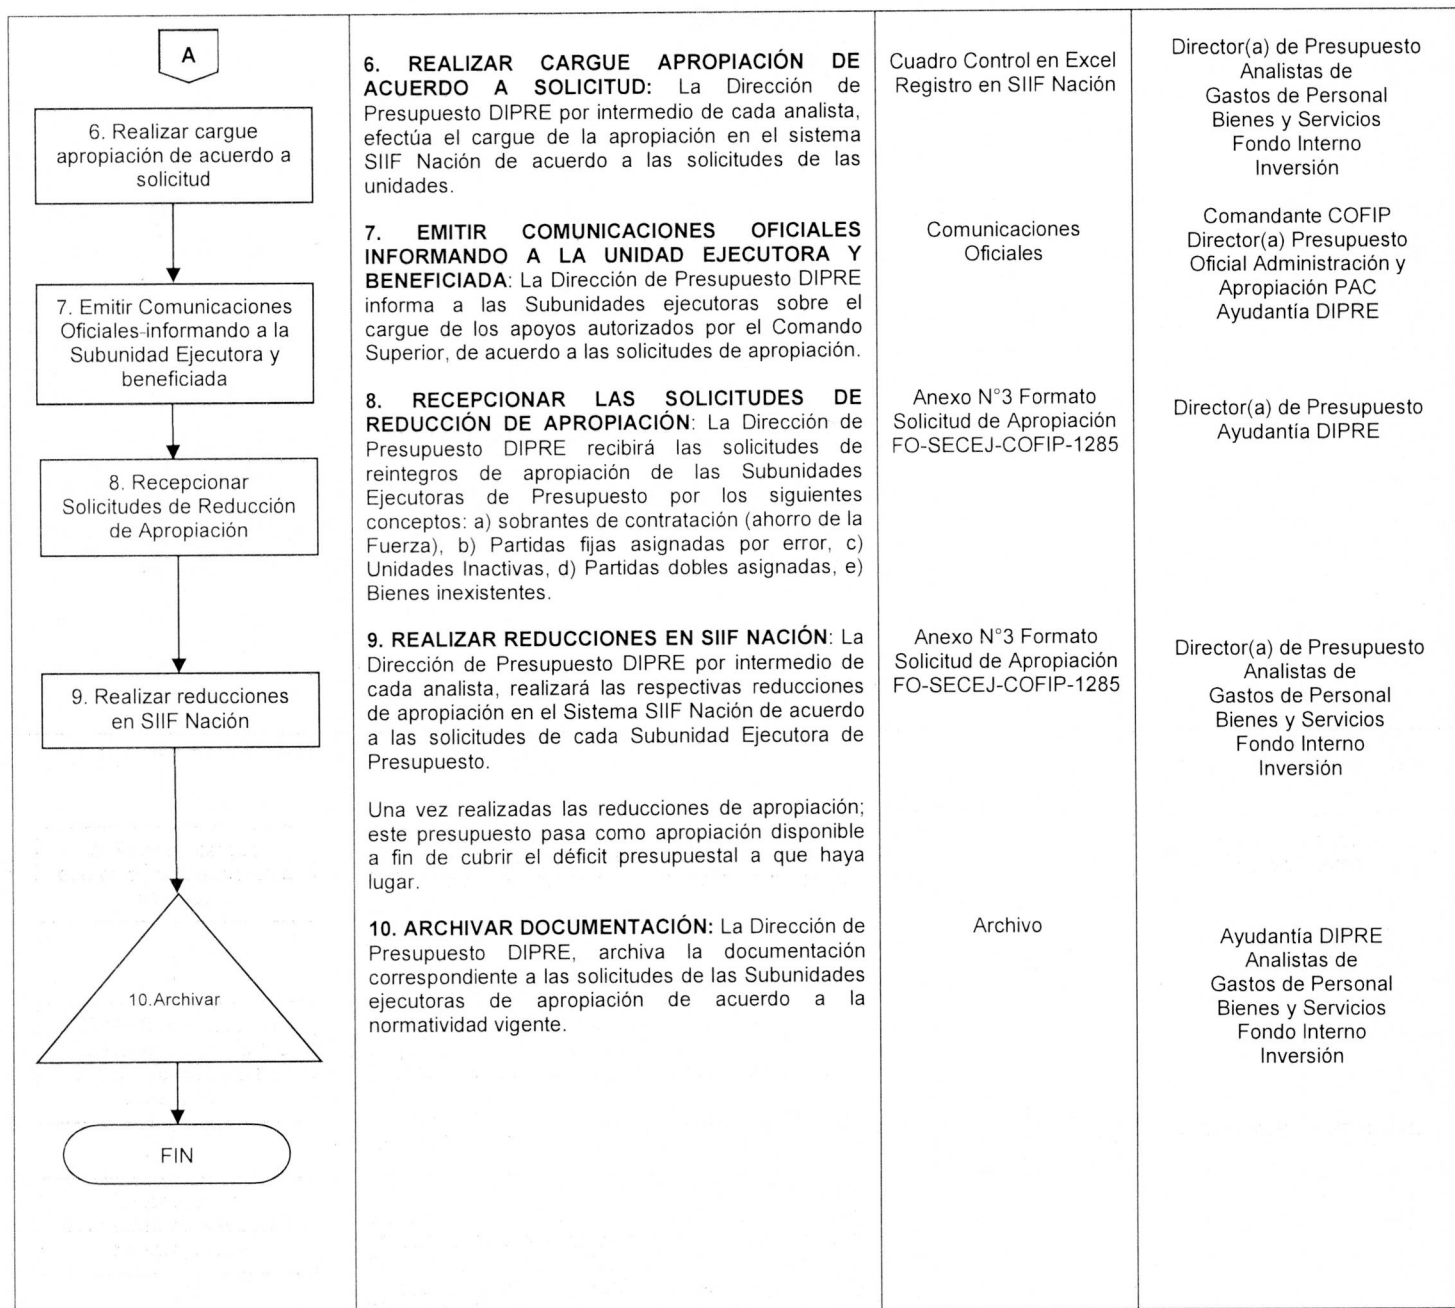 A
6. Realizar cargue
apropiación de acuerdo a
solicitud
7. Emitir Comunicaciones
Oficiales informando a la
Subunidad Ejecutora y
beneficiada
8. Recepcionar
Solicitudes de Reducción
de Apropiación
9. Realizar reducciones
en SIIF Nación
10.Archivar
FIN
6. REALIZAR CARGUE APROPIACIÓN DE
ACUERDO A SOLICITUD: La Dirección de
Presupuesto DIPRE por intermedio de cada analista,
efectúa el cargue de la apropiación en el sistema
SIIF Nación de acuerdo a las solicitudes de las
unidades.
7. EMITIR COMUNICACIONES OFICIALES
INFORMANDO A LA UNIDAD EJECUTORA Y
BENEFICIADA: La Dirección de Presupuesto DIPRE
informa a las Subunidades ejecutoras sobre el
cargue de los apoyos autorizados por el Comando
Superior, de acuerdo a las solicitudes de apropiación.
8. RECEPCIONAR LAS SOLICITUDES DE
REDUCCIÓN DE APROPIACIÓN: La Dirección de
Presupuesto DIPRE recibirá las solicitudes de
reintegros de apropiación de las Subunidades
Ejecutoras de Presupuesto por los siguientes
conceptos: a) sobrantes de contratación (ahorro de la
Fuerza), b) Partidas fijas asignadas por error, c)
Unidades Inactivas, d) Partidas dobles asignadas, e)
Bienes inexistentes.
9. REALIZAR REDUCCIONES EN SIIF NACIÓN: La
Dirección de Presupuesto DIPRE por intermedio de
cada analista, realizará las respectivas reducciones
de apropiación en el Sistema SIIF Nación de acuerdo
a las solicitudes de cada Subunidad Ejecutora de
Presupuesto.
Una vez realizadas las reducciones de apropiación;
este presupuesto pasa como apropiación disponible
a fin de cubrir el déficit presupuestal a que haya
lugar.
10. ARCHIVAR DOCUMENTACIÓN: La Dirección de
Presupuesto DIPRE, archiva la documentación
correspondiente a las solicitudes de las Subunidades
ejecutoras de apropiación de acuerdo a la
normatividad vigente.
Cuadro Control en Excel
Registro en SIIF Nación
Comunicaciones
Oficiales
Anexo N°3 Formato
Solicitud de Apropiación
FO-SECEJ-COFIP-1285
Anexo N°3 Formato
Solicitud de Apropiación
FO-SECEJ-COFIP-1285
Archivo
Director(a) de Presupuesto
Analistas de
Gastos de Personal
Bienes y Servicios
Fondo Interno
Inversión
Comandante COFIP
Director(a) Presupuesto
Oficial Administración y
Apropiación PAC
Ayudantía DIPRE
Director(a) de Presupuesto
Ayudantía DIPRE
Director(a) de Presupuesto
Analistas de
Gastos de Personal
Bienes y Servicios
Fondo Interno
Inversión
Ayudantía DIPRE
Analistas de
Gastos de Personal
Bienes y Servicios
Fondo Interno
Inversión